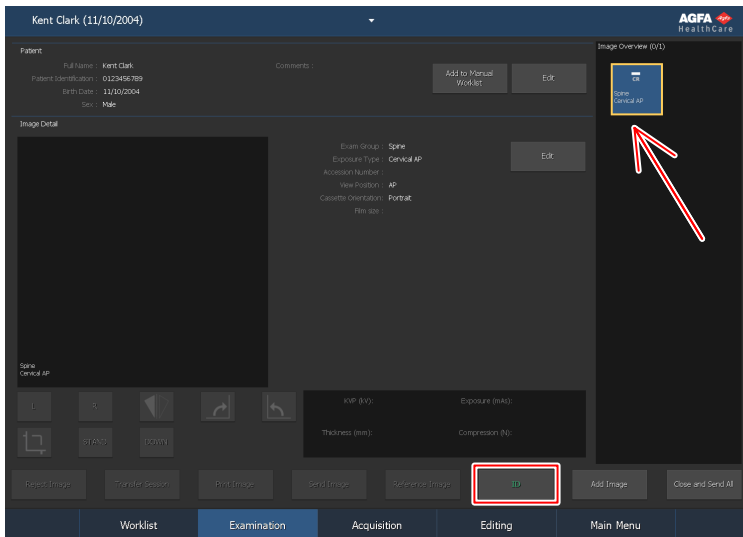 Kent Clark (11/10/2004)
AGFA
HealthCare
Patient
Full Name : Kent Clark
Comments :
Patient Identification : 0123456789
Birth Date : 11/10/2004
Sex : Male
Add to Manual
Worklist
Edit
Image Overview (0/1)
CR
Spine
Cervical AP
Image Detail
Exam Group : Spine
Exposure Type : Cervical AP
Accession Number :
View Position : AP
Cassette Orientation: Portrait
Film size :
Edit
Spine
Cervical AP
L
R
STAND
DOWN
KVP (kV):
Exposure (mAs):
Thickness (mm):
Compression (N):
Reject Image
Transfer Session
Print Image
Send Image
Reference Image
ID
Add Image
Close and Send All
Worklist
Examination
Acquisition
Editing
Main Menu